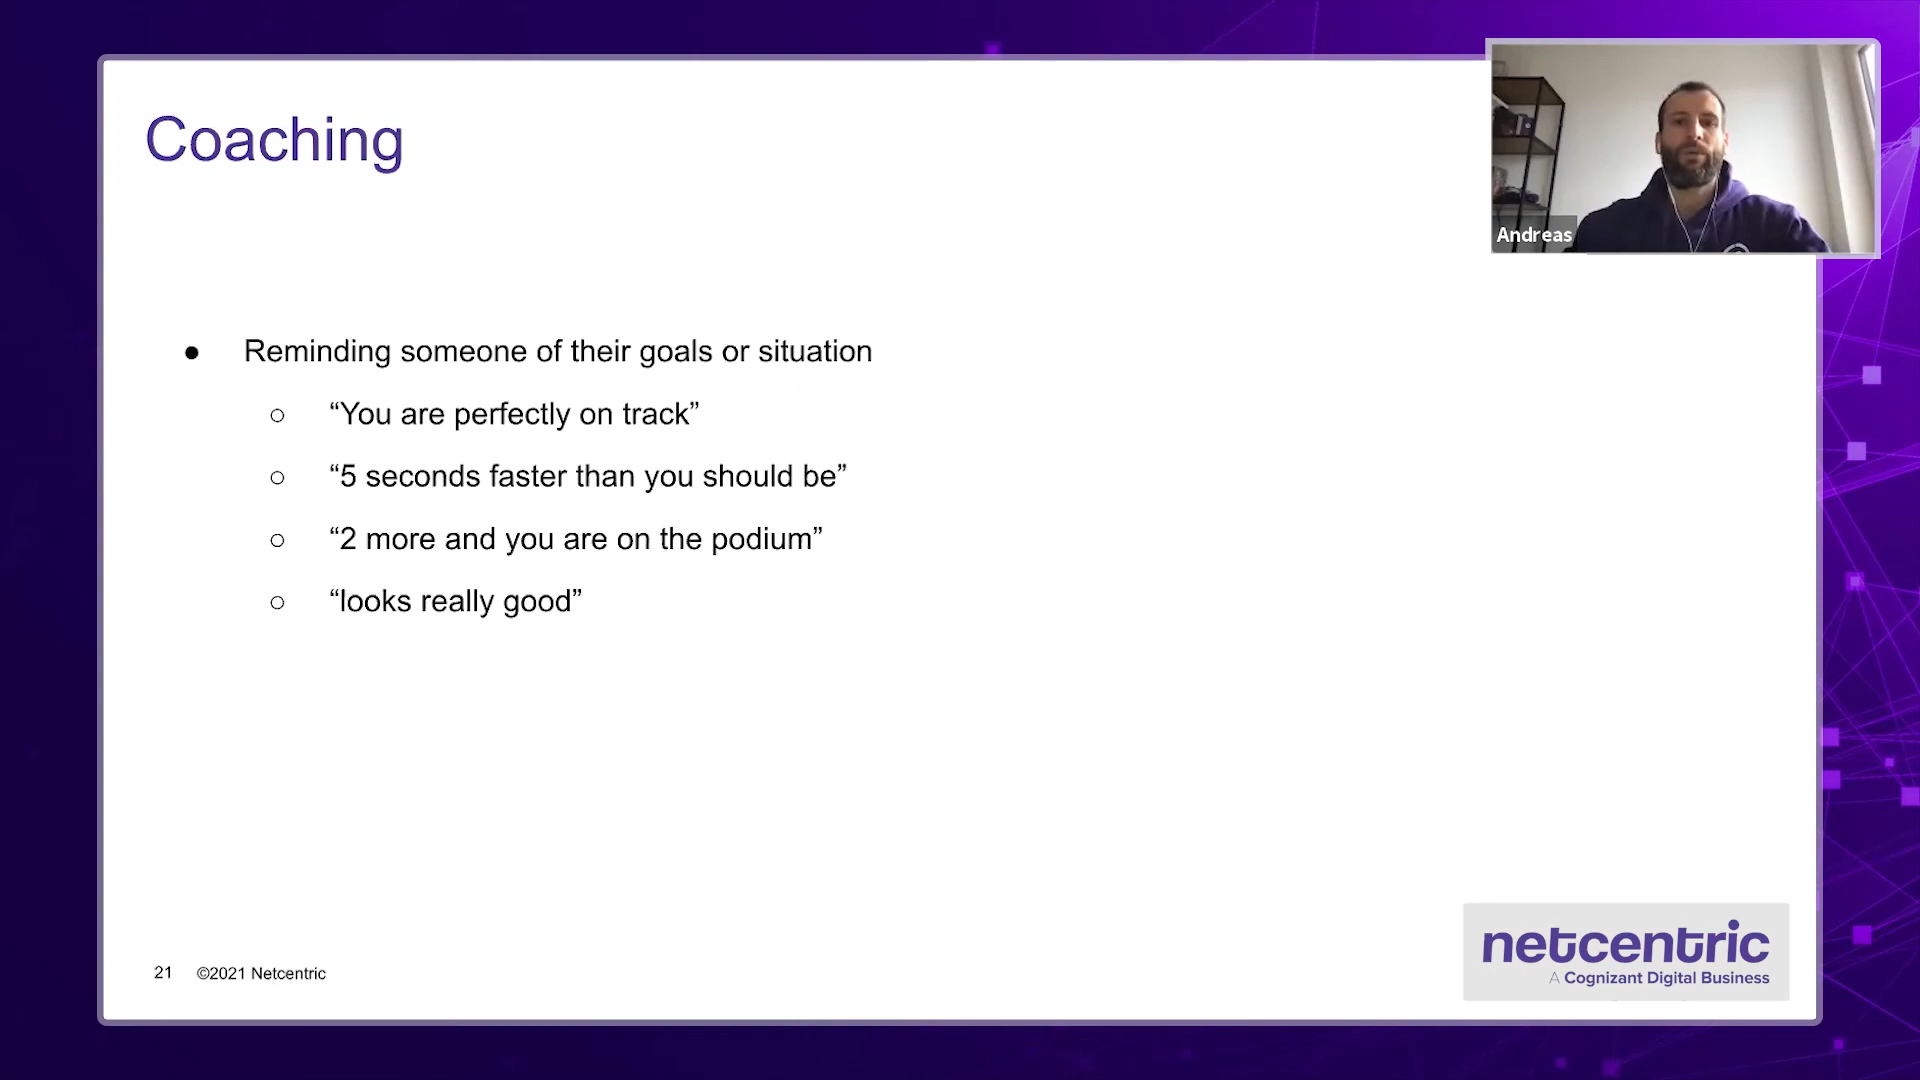 Coaching
Andreas
● Reminding someone of their goals or situation
○ “You are perfectly on track”
○ “5 seconds faster than you should be”
○ “2 more and you are on the podium”
○ “looks really good”
21 ©2021 Netcentric
netcentric
A Cognizant Digital Business